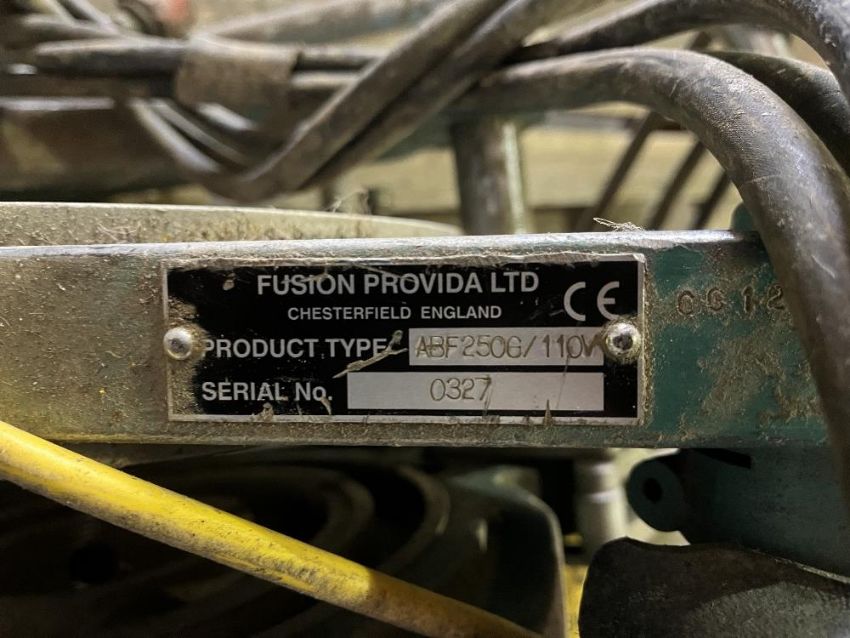 FUSION PROVIDA LTD
CHESTERFIELD ENGLAND
CE
PRODUCT TYPE ABF250G/110V
SERIAL No. 0327